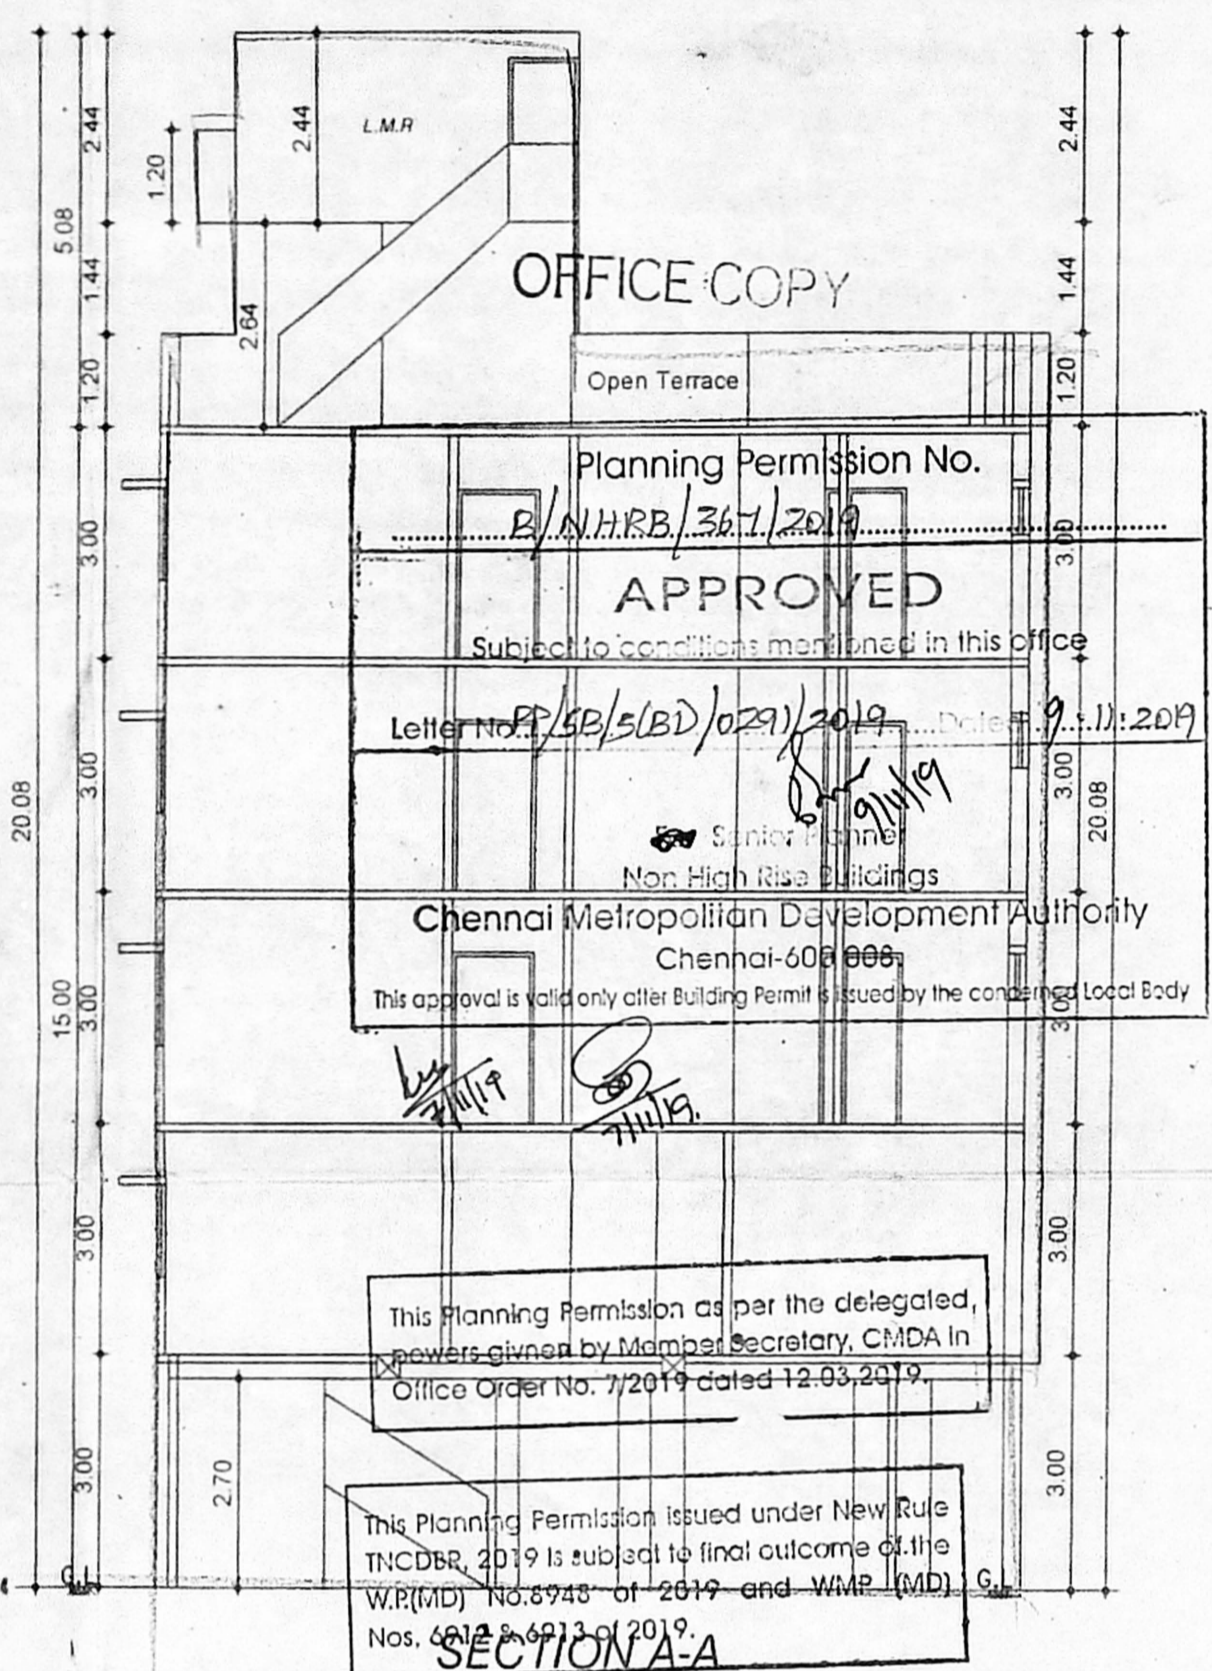 2.44
1.20
2.44
L.M.R
2.44
5.08
1.44
2.64
1.44
OFFICE COPY
1.20
Open Terrace
1.20
Planning Permission No.
B/NHRB/367/2019
3.00
3.00
APPROVED
Subject to conditions mentioned in this office
Letter No. PP/SB/5(BD/0291/2019 Dated 9.11.2019
3.00
3.00
20.08
20.08
9/11/19
Senior Planner
Non High Rise Buildings
Chennai Metropolitan Development Authority
Chennai-600 008.
This approval is valid only after Building Permit is issued by the concerned Local Body
15.00
3.00
3.00
7/11/19
7/11/19.
3.00
3.00
This Planning Permission as per the delegated,
powers givnen by Member Secretary, CMDA in
Office Order No. 7/2019 dated 12.03.2019.
3.00
2.70
3.00
This Planning Permission issued under New Rule
TNCDBR, 2019 is subject to final outcome of the
W.P.(MD) No.8948 of 2019 and WMP (MD)
Nos. 6912 & 6913 of 2019.
SECTION A-A